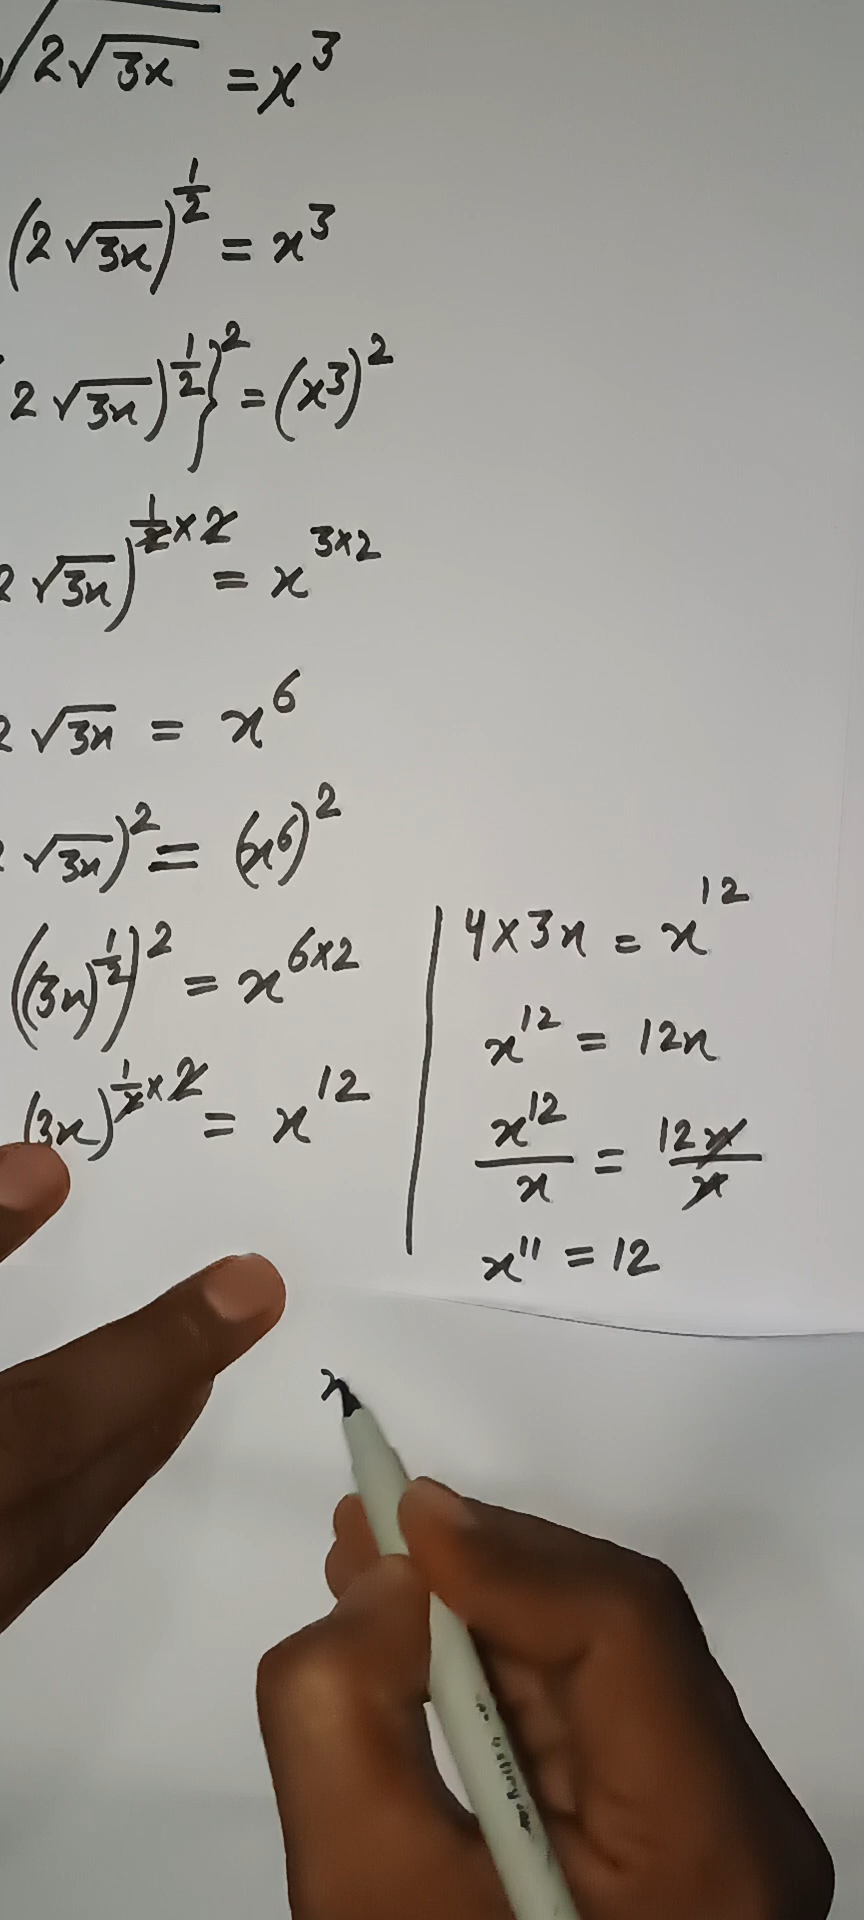 √2√3x = x³
(2√3x)^1/2 = x³
2√3x)^1/2}² = (x³)²
2√3x)^1/2×2 = x^3×2
2√3x = x⁶
√3x)² = (x⁶)²
((3x)^1/2)² = x^6×2
(3x)^1/2×2 = x¹²
4×3x = x¹²
x¹² = 12x
x¹²/x = 12x/x
x¹¹ = 12
x